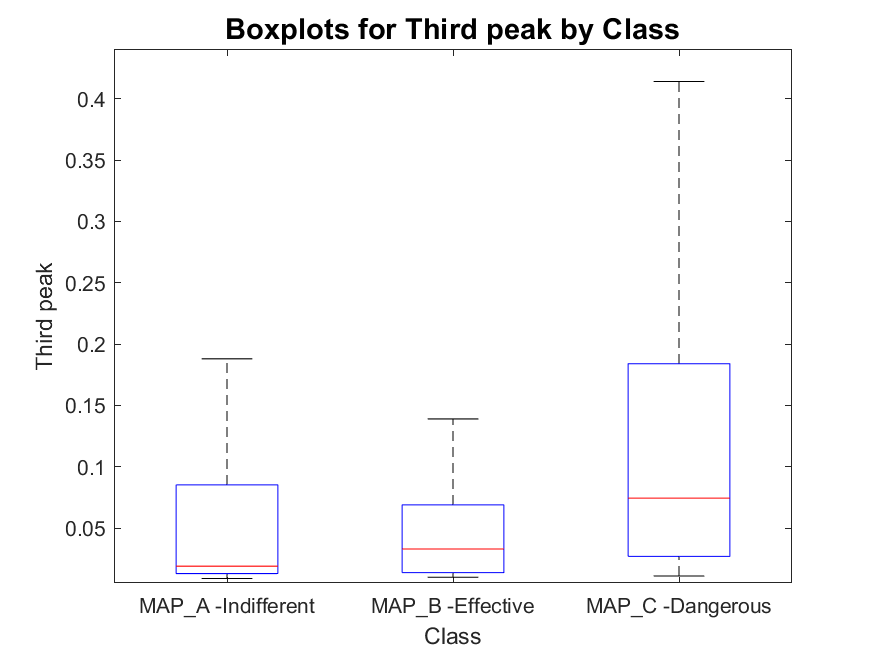 Boxplots for Third peak by Class
0.4
0.35
0.3
0.25
0.2
0.15
0.1
0.05
Third peak
MAP_A -Indifferent MAP_B -Effective MAP_C -Dangerous
Class